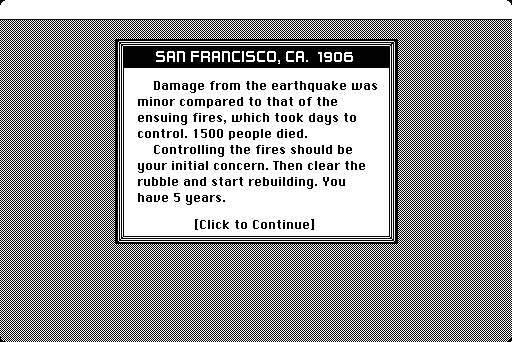 SAN FRANCISCO, CA. 1906
Damage from the earthquake was
minor compared to that of the
ensuing fires, which took days to
control. 1500 people died.
Controlling the fires should be
your initial concern. Then clear the
rubble and start rebuilding. You
have 5 years.
[Click to Continue]